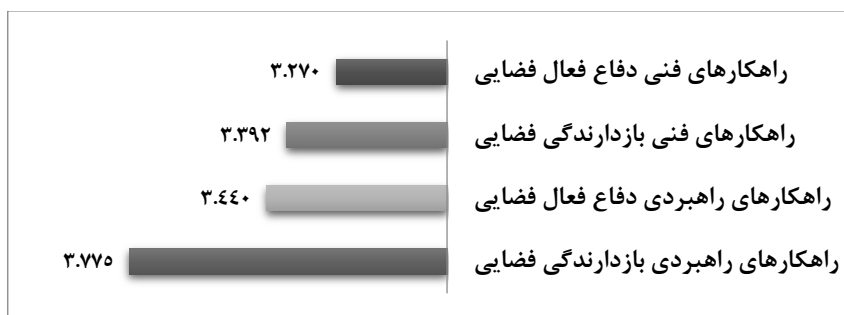 راهکارهای فنی دفاع فعال فضایی ۳.۲۷۰
راهکارهای فنی بازدارندگی فضایی ۳.۳۹۲
راهکارهای راهبردی دفاع فعال فضایی ۳.٤٤۰
راهکارهای راهبردی بازدارندگی فضایی ۳.۷۷۵